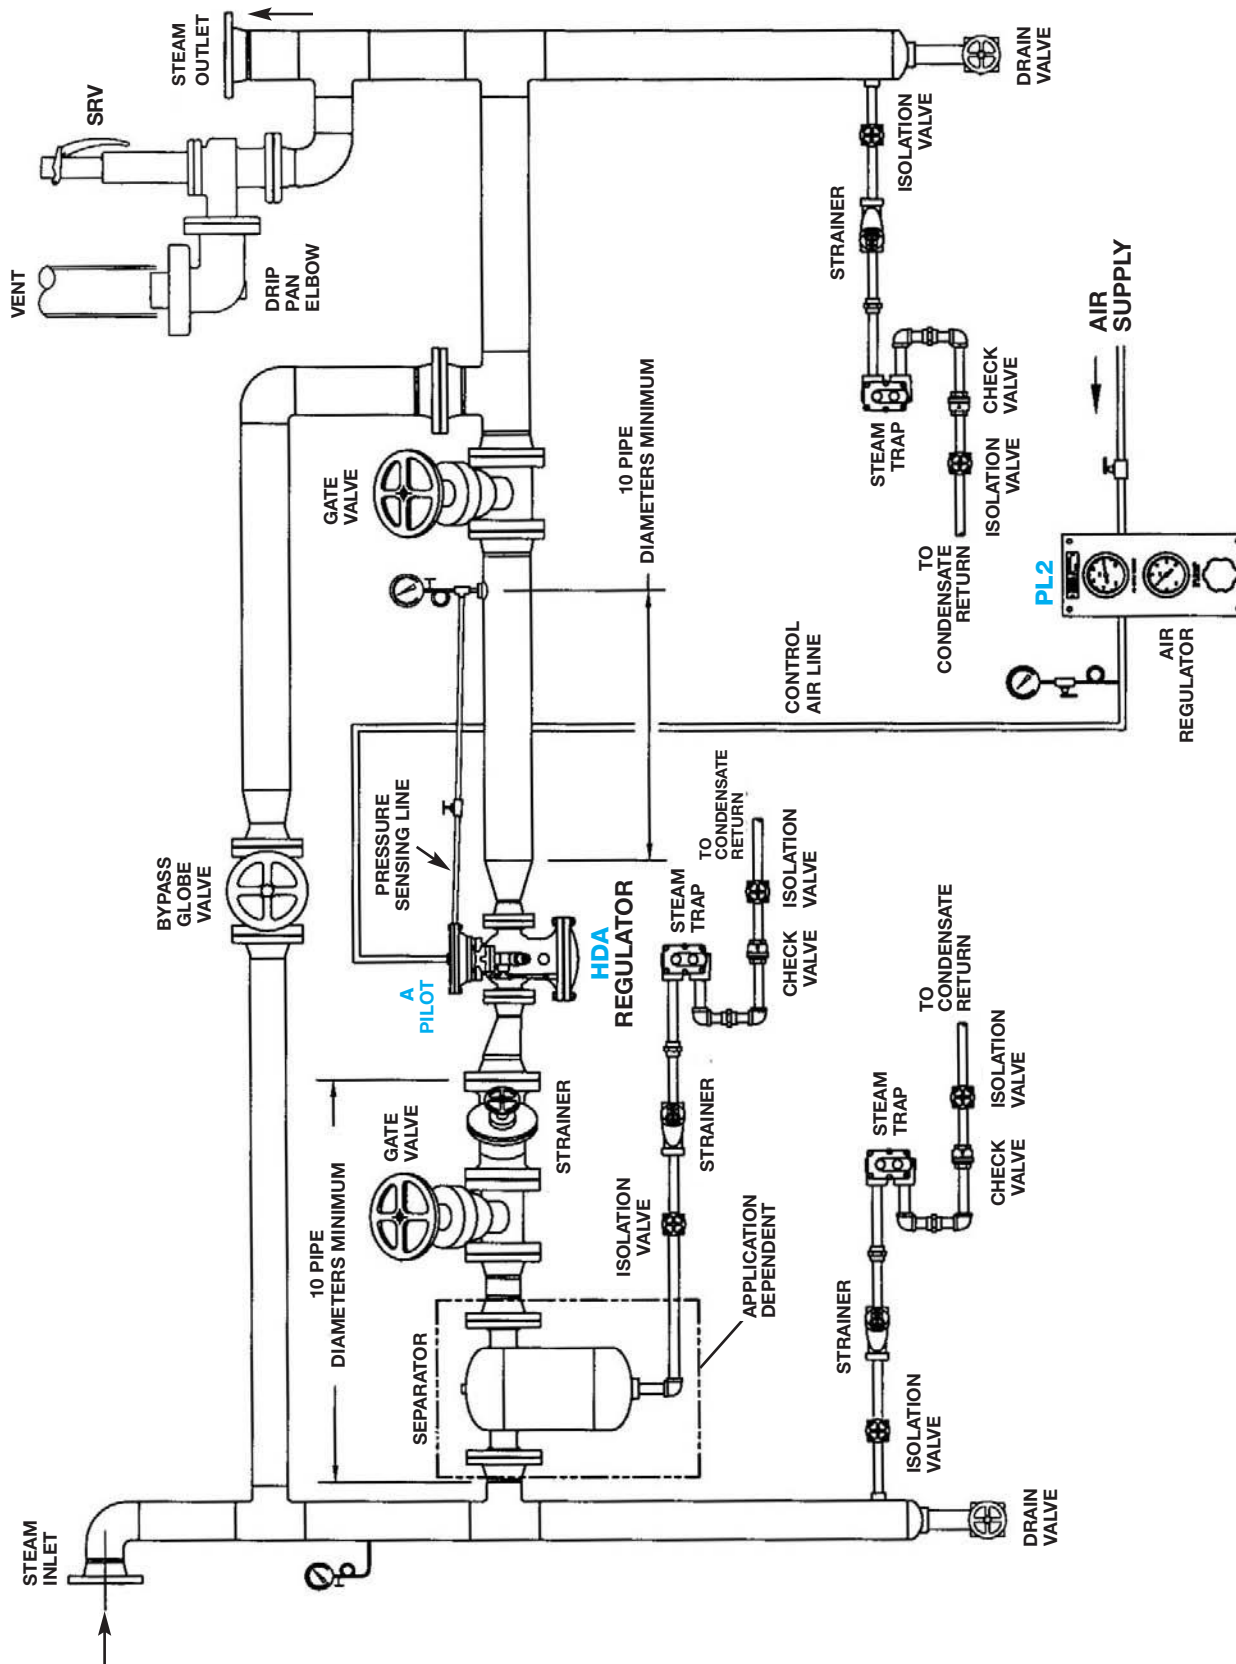 STEAM
INLET
VENT
SRV
STEAM
OUTLET
DRIP
PAN
ELBOW
BYPASS
GLOBE
VALVE
10 PIPE
DIAMETERS MINIMUM
GATE
VALVE
GATE
VALVE
PRESSURE
SENSING LINE
A
PILOT
SEPARATOR
STRAINER
HDA
REGULATOR
10 PIPE
DIAMETERS MINIMUM
ISOLATION
VALVE
STRAINER
STEAM
TRAP
TO
CONDENSATE
RETURN
CHECK
VALVE
ISOLATION
VALVE
APPLICATION
DEPENDENT
CONTROL
AIR LINE
STRAINER
ISOLATION
VALVE
STEAM
TRAP
TO
CONDENSATE
RETURN
CHECK
VALVE
ISOLATION
VALVE
DRAIN
VALVE
STRAINER
ISOLATION
VALVE
STEAM
TRAP
CHECK
VALVE
ISOLATION
VALVE
TO
CONDENSATE
RETURN
DRAIN
VALVE
PL2
AIR
SUPPLY
AIR
REGULATOR